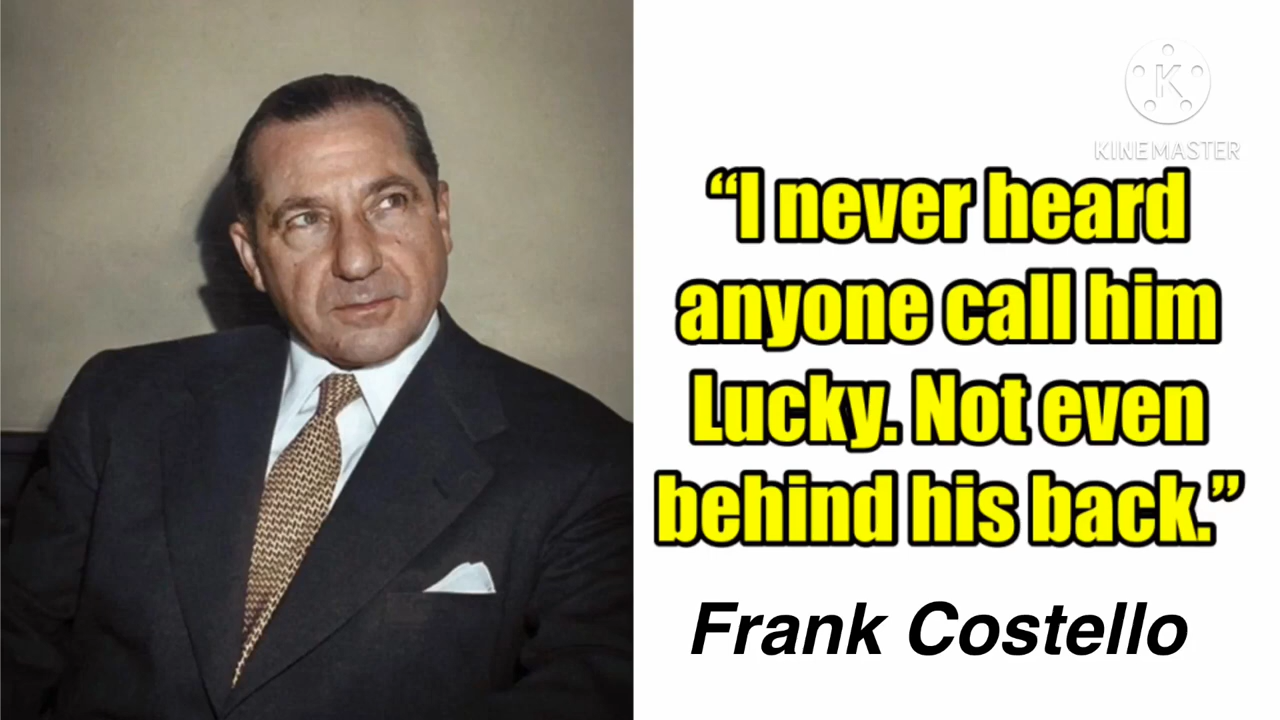 K
KINEMASTER
“I never heard
anyone call him
Lucky. Not even
behind his back.”
Frank Costello